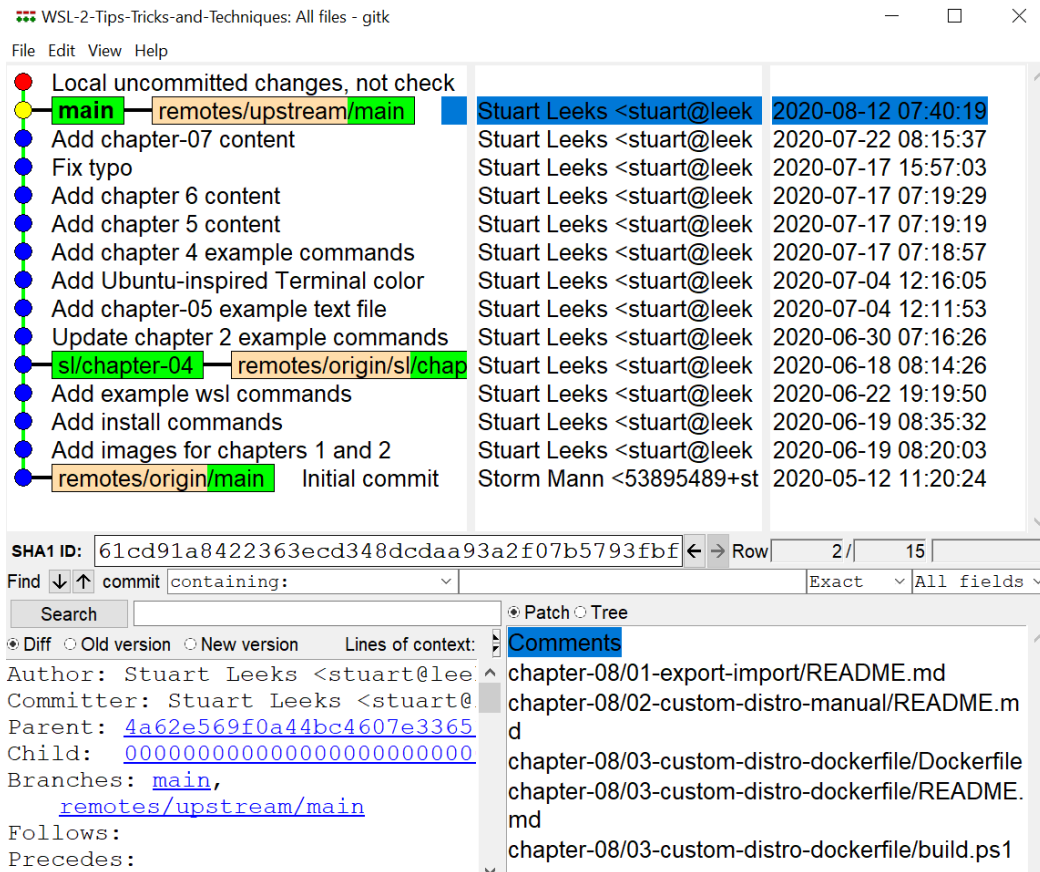 WSL-2-Tips-Tricks-and-Techniques: All files - gitk
File Edit View Help
Local uncommitted changes, not check
main remotes/upstream/main Stuart Leeks <stuart@leek 2020-08-12 07:40:19
Add chapter-07 content Stuart Leeks <stuart@leek 2020-07-22 08:15:37
Fix typo Stuart Leeks <stuart@leek 2020-07-17 15:57:03
Add chapter 6 content Stuart Leeks <stuart@leek 2020-07-17 07:19:29
Add chapter 5 content Stuart Leeks <stuart@leek 2020-07-17 07:19:19
Add chapter 4 example commands Stuart Leeks <stuart@leek 2020-07-17 07:18:57
Add Ubuntu-inspired Terminal color Stuart Leeks <stuart@leek 2020-07-04 12:16:05
Add chapter-05 example text file Stuart Leeks <stuart@leek 2020-07-04 12:11:53
Update chapter 2 example commands Stuart Leeks <stuart@leek 2020-06-30 07:16:26
sl/chapter-04 remotes/origin/sl/chap Stuart Leeks <stuart@leek 2020-06-18 08:14:26
Add example wsl commands Stuart Leeks <stuart@leek 2020-06-22 19:19:50
Add install commands Stuart Leeks <stuart@leek 2020-06-19 08:35:32
Add images for chapters 1 and 2 Stuart Leeks <stuart@leek 2020-06-19 08:20:03
remotes/origin/main Initial commit Storm Mann <53895489+st 2020-05-12 11:20:24
SHA1 ID: 61cd91a8422363ecd348dcdaa93a2f07b5793fbf ← → Row 2 / 15
Find ↓ ↑ commit containing: Exact All fields
Search
Diff Old version New version Lines of context:
Author: Stuart Leeks <stuart@lee
Committer: Stuart Leeks <stuart@
Parent: 4a62e569f0a44bc4607e3365
Child: 000000000000000000000000
Branches: main,
remotes/upstream/main
Follows:
Precedes:
Patch Tree
Comments
chapter-08/01-export-import/README.md
chapter-08/02-custom-distro-manual/README.m
d
chapter-08/03-custom-distro-dockerfile/Dockerfile
chapter-08/03-custom-distro-dockerfile/README.
md
chapter-08/03-custom-distro-dockerfile/build.ps1